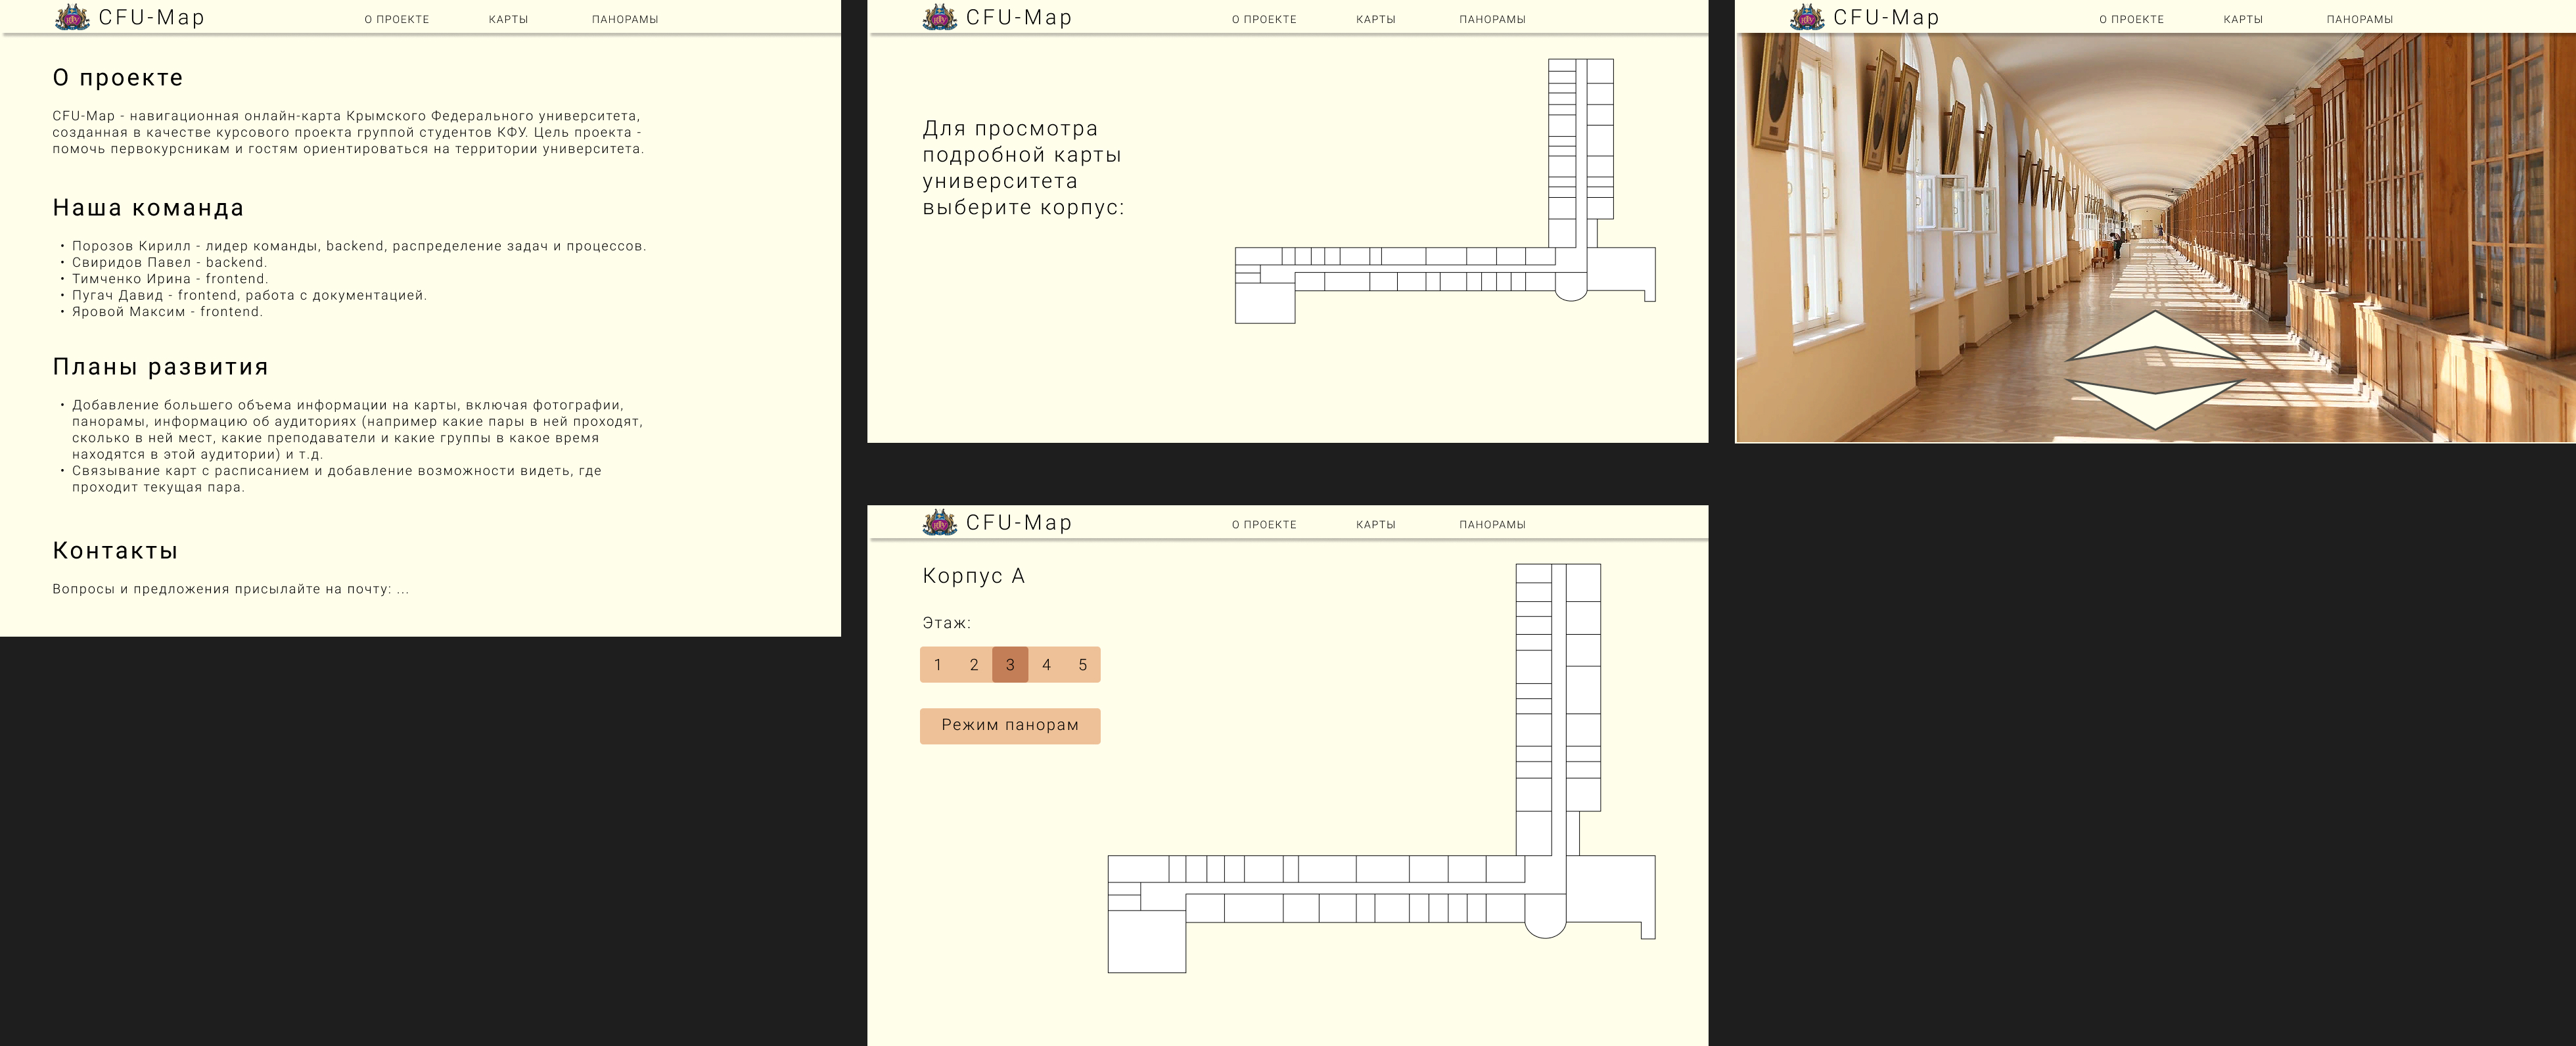 CFU-Map
О ПРОЕКТЕ
КАРТЫ
ПАНОРАМЫ
О проекте
CFU-Map - навигационная онлайн-карта Крымского Федерального университета,
созданная в качестве курсового проекта группой студентов КФУ. Цель проекта -
помочь первокурсникам и гостям ориентироваться на территории университета.
Наша команда
• Порозов Кирилл - лидер команды, backend, распределение задач и процессов.
• Свиридов Павел - backend.
• Тимченко Ирина - frontend.
• Пугач Давид - frontend, работа с документацией.
• Яровой Максим - frontend.
Планы развития
• Добавление большего объема информации на карты, включая фотографии,
панорамы, информацию об аудиториях (например какие пары в ней проходят,
сколько в ней мест, какие преподаватели и какие группы в какое время
находятся в этой аудитории) и т.д.
• Связывание карт с расписанием и добавление возможности видеть, где
проходит текущая пара.
Контакты
Вопросы и предложения присылайте на почту: ...
CFU-Map
О ПРОЕКТЕ
КАРТЫ
ПАНОРАМЫ
Для просмотра
подробной карты
университета
выберите корпус:
CFU-Map
О ПРОЕКТЕ
КАРТЫ
ПАНОРАМЫ
CFU-Map
О ПРОЕКТЕ
КАРТЫ
ПАНОРАМЫ
Корпус А
Этаж:
1 2 3 4 5
Режим панорам